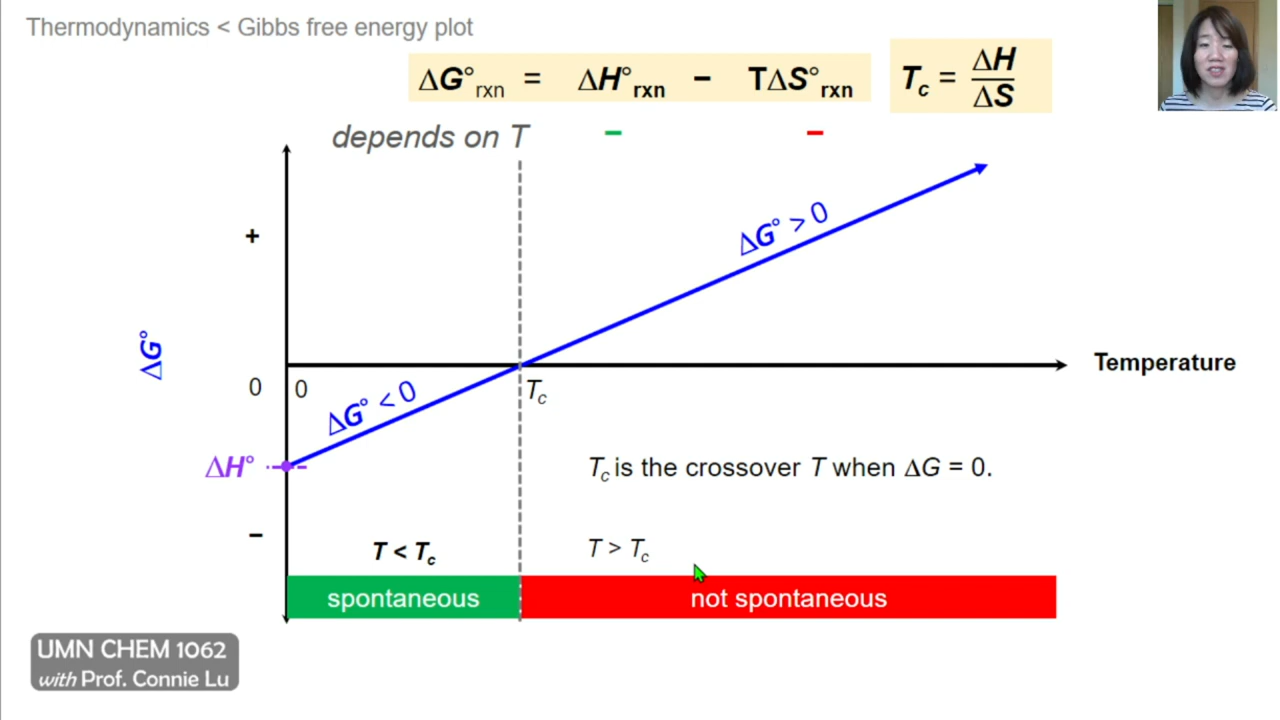 Thermodynamics < Gibbs free energy plot
ΔG°rxn = ΔH°rxn – TΔS°rxn
Tc = ΔH/ΔS
depends on T – –
+
ΔG° > 0
ΔG°
Temperature
0 0
Tc
ΔG° < 0
ΔH°
Tc is the crossover T when ΔG = 0.
–
T < Tc
T > Tc
spontaneous
not spontaneous
UMN CHEM 1062
with Prof. Connie Lu